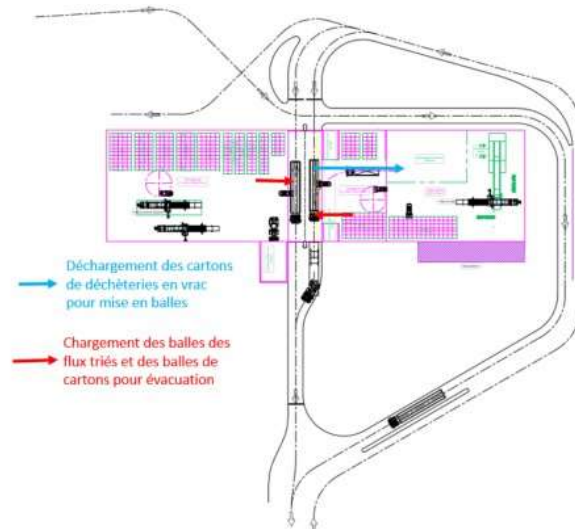 Déchargement des cartons
de déchèteries en vrac
pour mise en balles
Chargement des balles des
flux triés et des balles de
cartons pour évacuation